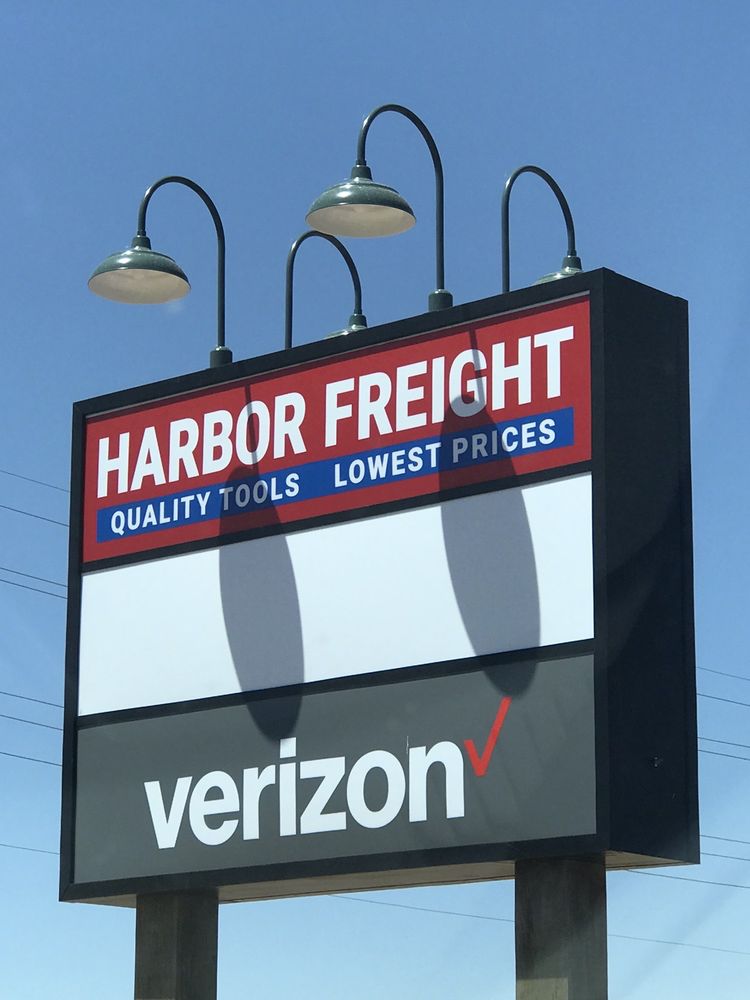 HARBOR FREIGHT
QUALITY TOOLS LOWEST PRICES
verizon